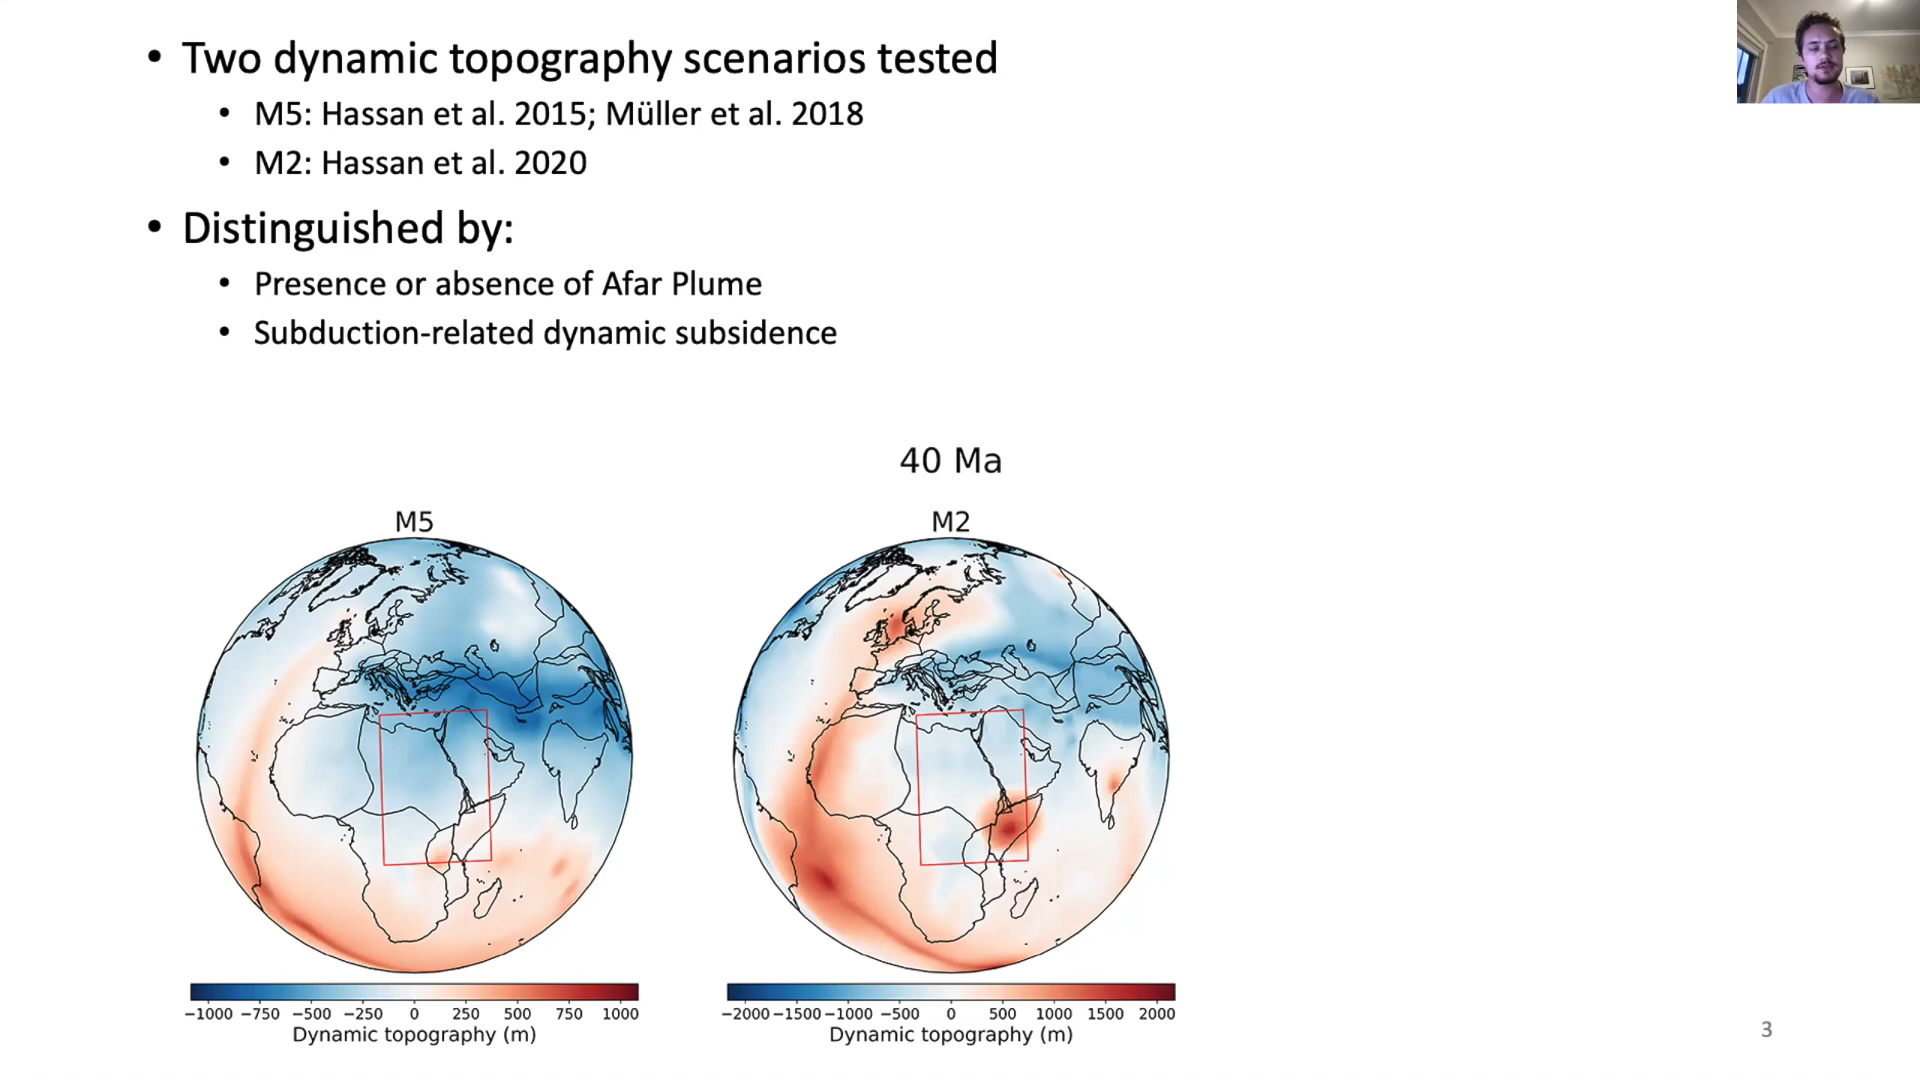 • Two dynamic topography scenarios tested
• M5: Hassan et al. 2015; Müller et al. 2018
• M2: Hassan et al. 2020
• Distinguished by:
• Presence or absence of Afar Plume
• Subduction-related dynamic subsidence
40 Ma
M5
M2
−1000 −750 −500 −250 0 250 500 750 1000
Dynamic topography (m)
−2000 −1500 −1000 −500 0 500 1000 1500 2000
Dynamic topography (m)
3